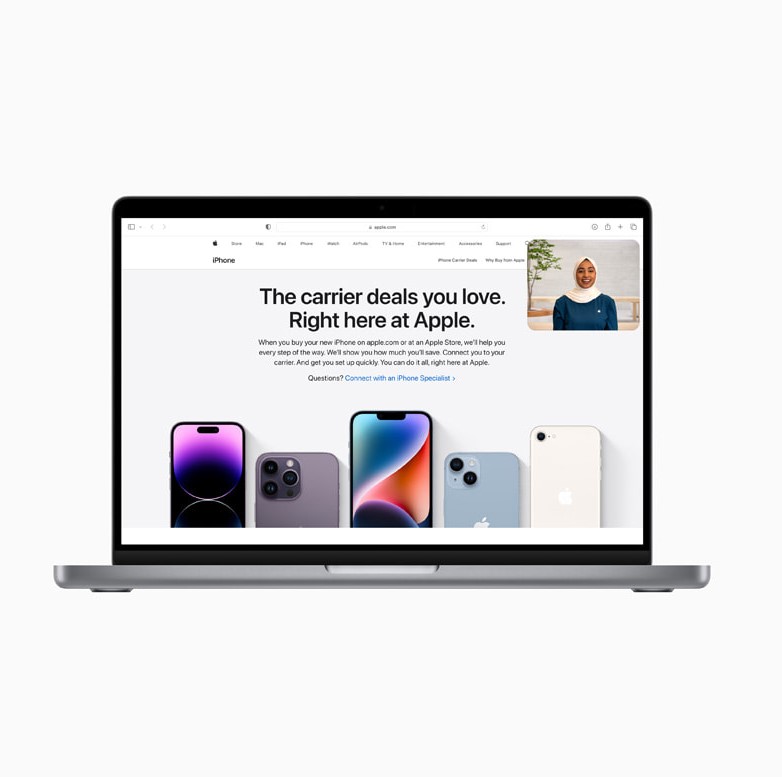 apple.com
Store Mac iPad iPhone Watch AirPods TV & Home Entertainment Accessories Support
iPhone
iPhone Carrier Deals Why Buy from Apple
The carrier deals you love.
Right here at Apple.
When you buy your new iPhone on apple.com or at an Apple Store, we'll help you
every step of the way. We'll show you how much you'll save. Connect you to your
carrier. And get you set up quickly. You can do it all, right here at Apple.
Questions? Connect with an iPhone Specialist >